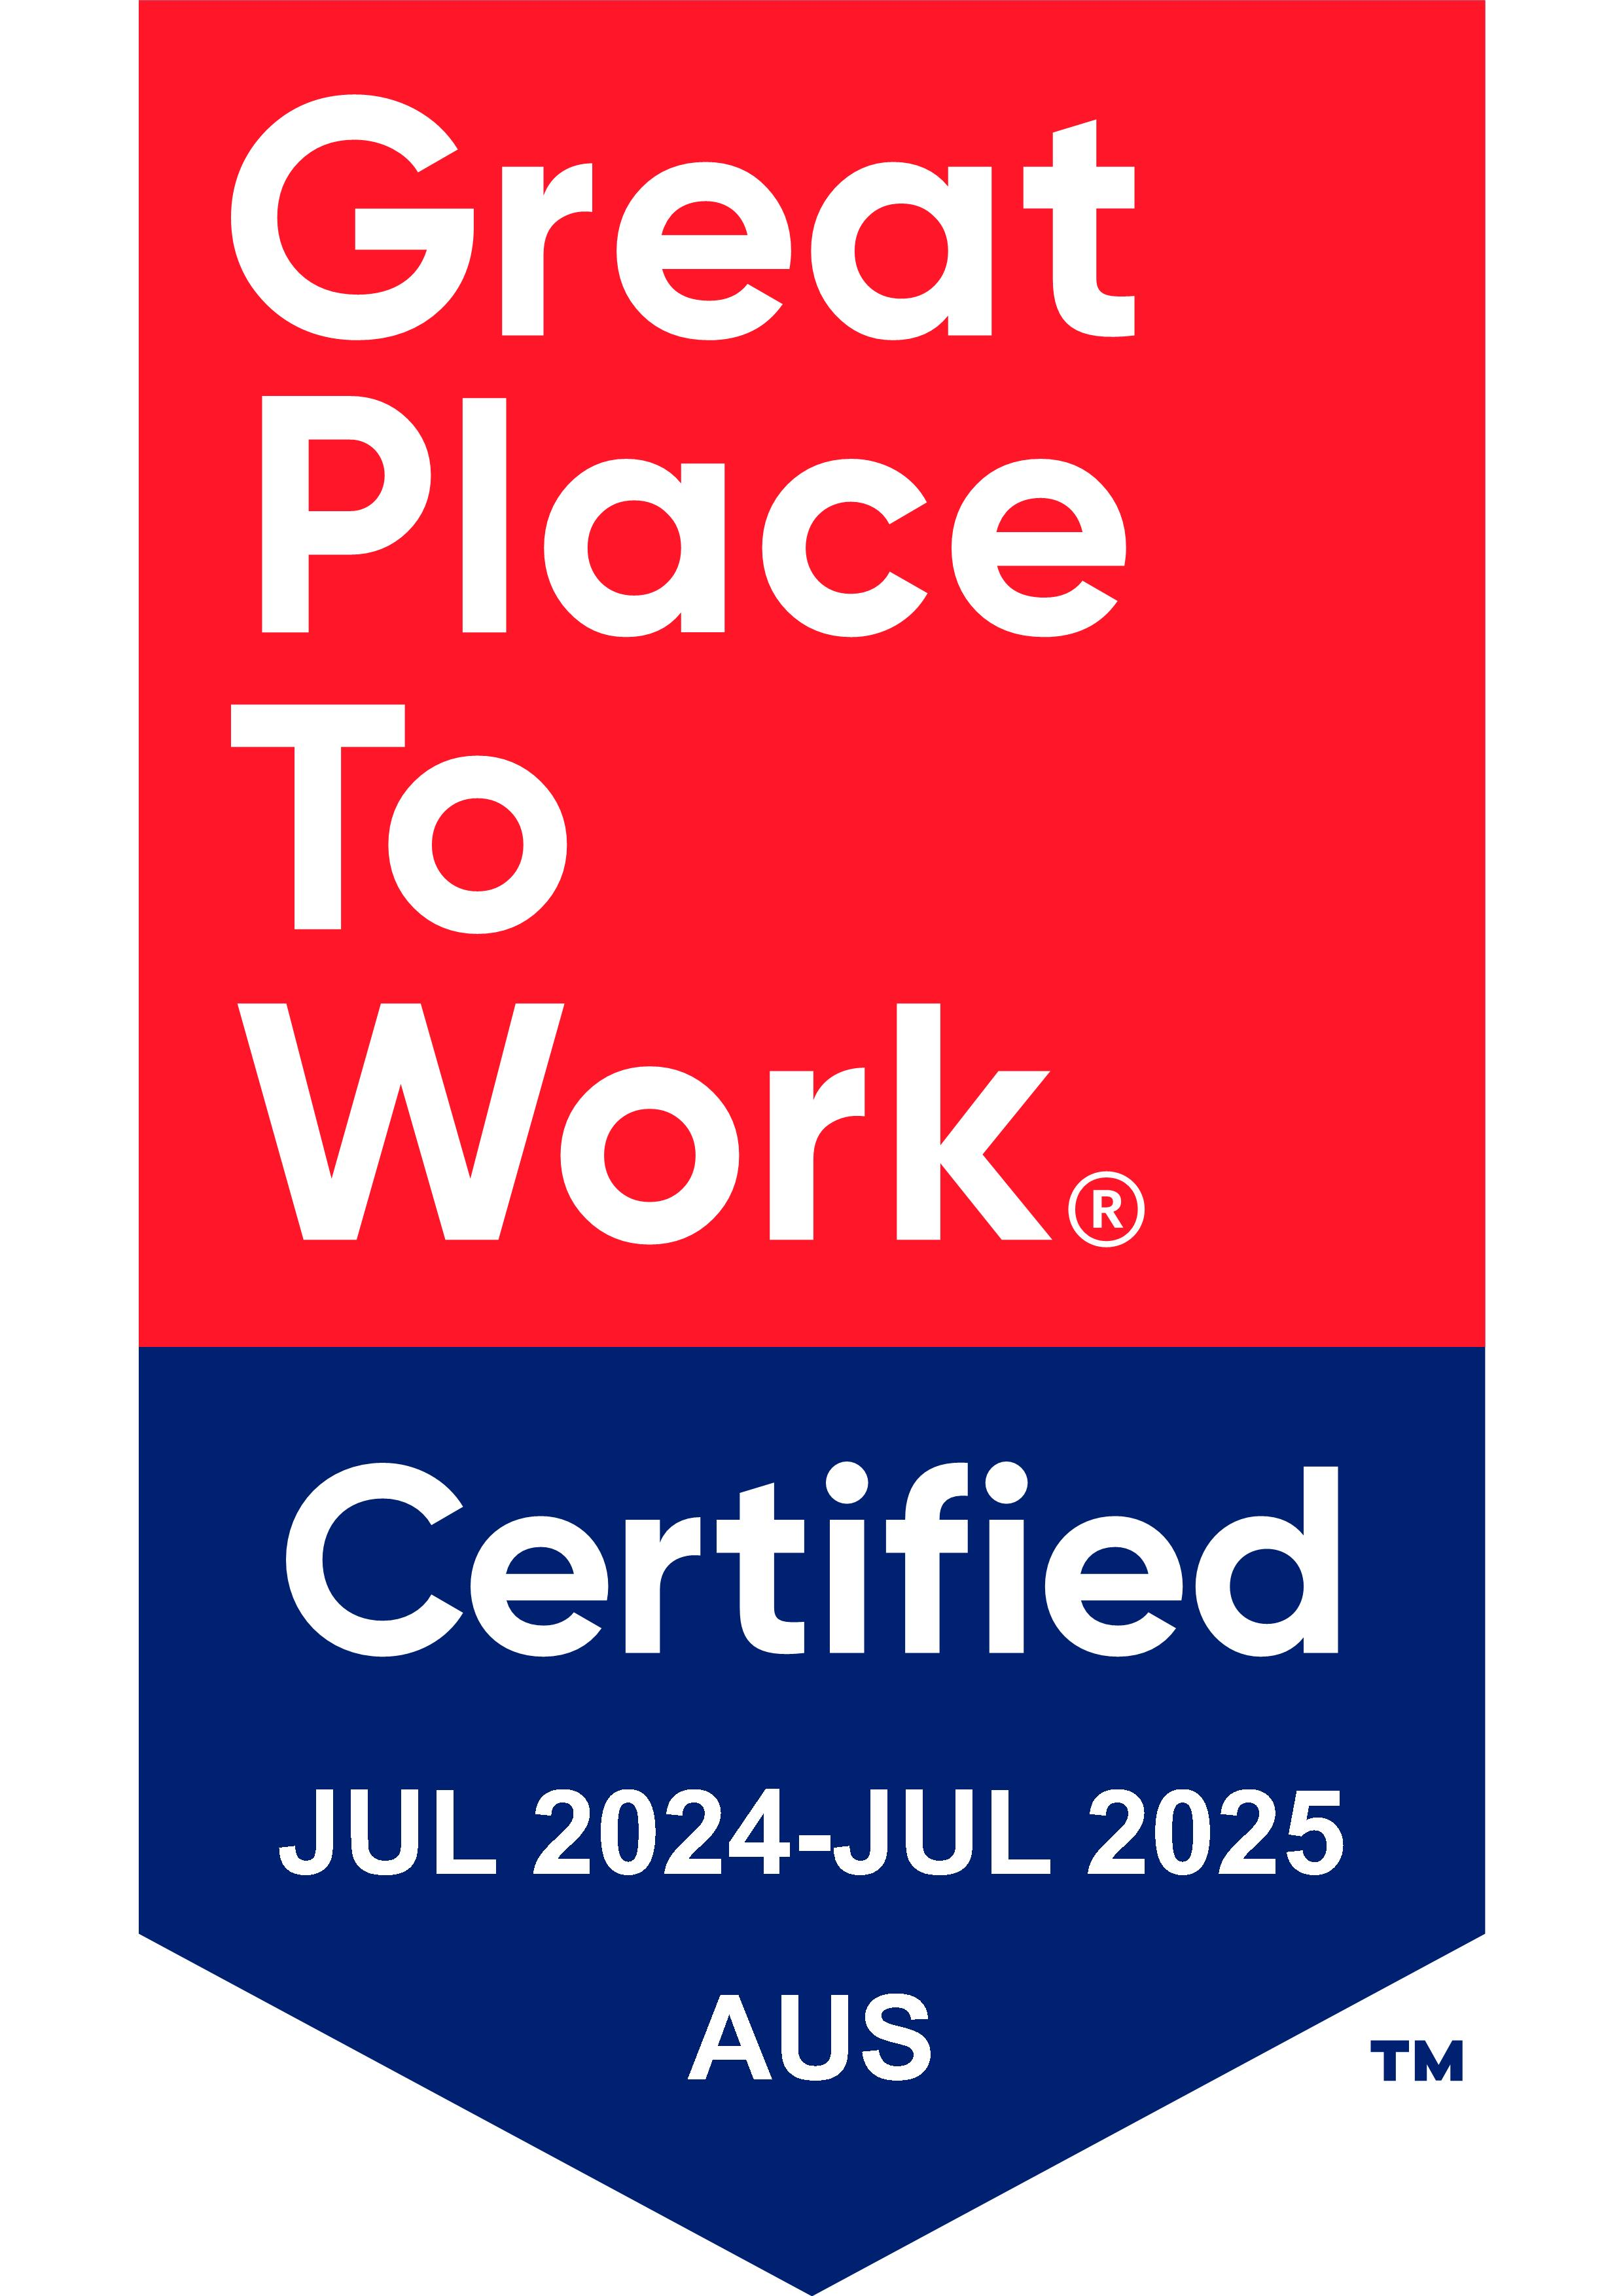 Great
Place
To
Work®
Certified
JUL 2024-JUL 2025
AUS
TM